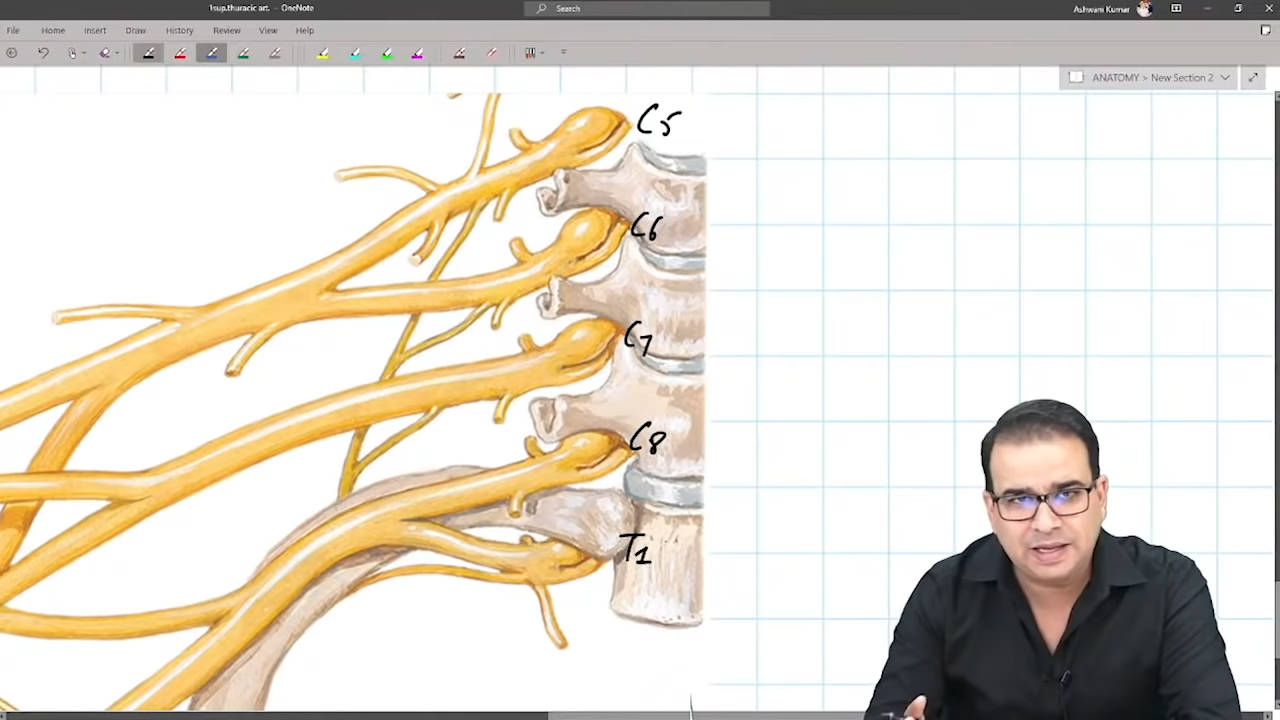 1sup.thoracic art. - OneNote
Search
Ashwani Kumar
File Home Insert Draw History Review View Help
ANATOMY > New Section 2
C5
C6
C7
C8
T1